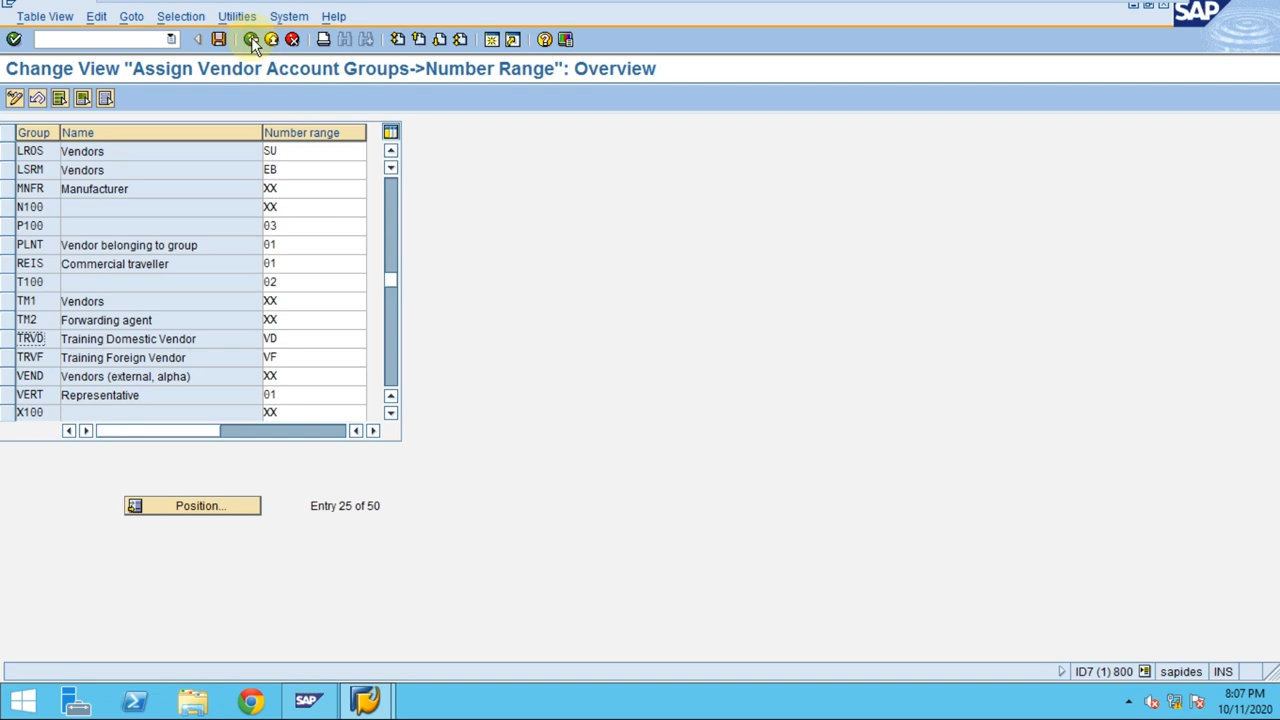 Table View Edit Goto Selection Utilities System Help
SAP
Change View "Assign Vendor Account Groups->Number Range": Overview
Group Name Number range
LROS Vendors SU
LSRM Vendors EB
MNFR Manufacturer XX
N100 XX
P100 03
PLNT Vendor belonging to group 01
REIS Commercial traveller 01
T100 02
TM1 Vendors XX
TM2 Forwarding agent XX
TRVD Training Domestic Vendor VD
TRVF Training Foreign Vendor VF
VEND Vendors (external, alpha) XX
VERT Representative 01
X100 XX
Position... Entry 25 of 50
ID7 (1) 800 sapides INS
SAP
8:07 PM
10/11/2020